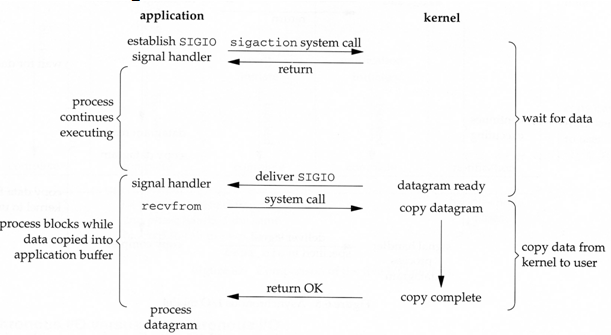 application
kernel
establish SIGIO
signal handler
sigaction system call
return
process
continues
executing
wait for data
signal handler
deliver SIGIO
datagram ready
recvfrom
system call
copy datagram
process blocks while
data copied into
application buffer
copy data from
kernel to user
return OK
copy complete
process
datagram